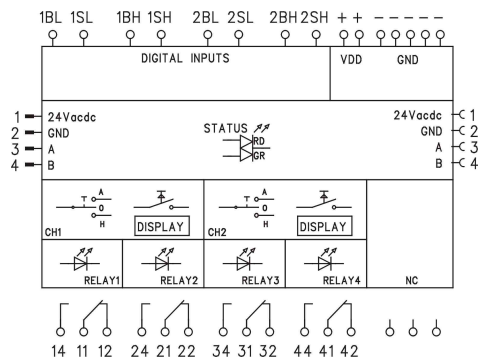 1BL 1SL 1BH 1SH 2BL 2SL 2BH 2SH + + - - - - -
DIGITAL INPUTS VDD GND
1 24Vacdc 24Vacdc 1
2 GND STATUS RD GND 2
3 A GR A 3
4 B B 4
A A
T O T O
H DISPLAY H DISPLAY
CH1 CH2
RELAY1 RELAY2 RELAY3 RELAY4 NC
14 11 12 24 21 22 34 31 32 44 41 42